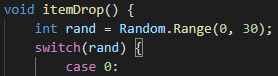 void itemDrop() {
    int rand = Random.Range(0, 30);
    switch(rand) {
        case 0: